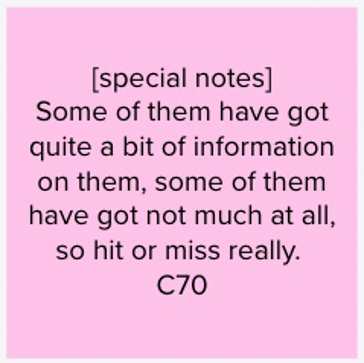 [special notes]
Some of them have got
quite a bit of information
on them, some of them
have got not much at all,
so hit or miss really.
C70